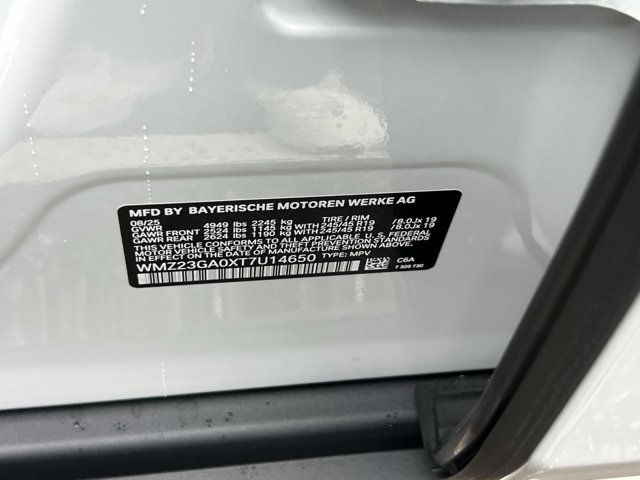 MFD BY BAYERISCHE MOTOREN WERKE AG
08/25 TIRE / RIM
GVWR 4949 lbs 2245 kg
GAWR FRONT 2524 lbs 1145 kg 245/45 R19 /8.0Jx 19
GAWR REAR 2624 lbs 1190 kg 245/45 R19 /8.0Jx 19
THIS VEHICLE CONFORMS TO ALL APPLICABLE U. S. FEDERAL
MOTOR VEHICLE SAFETY, BUMPER AND THEFT PREVENTION
STANDARDS IN EFFECT ON THE DATE OF MANUFACTURE SHOWN ABOVE.
WMZ23GA0XT7U14650 TYPE: MPV C6A
7 320 730